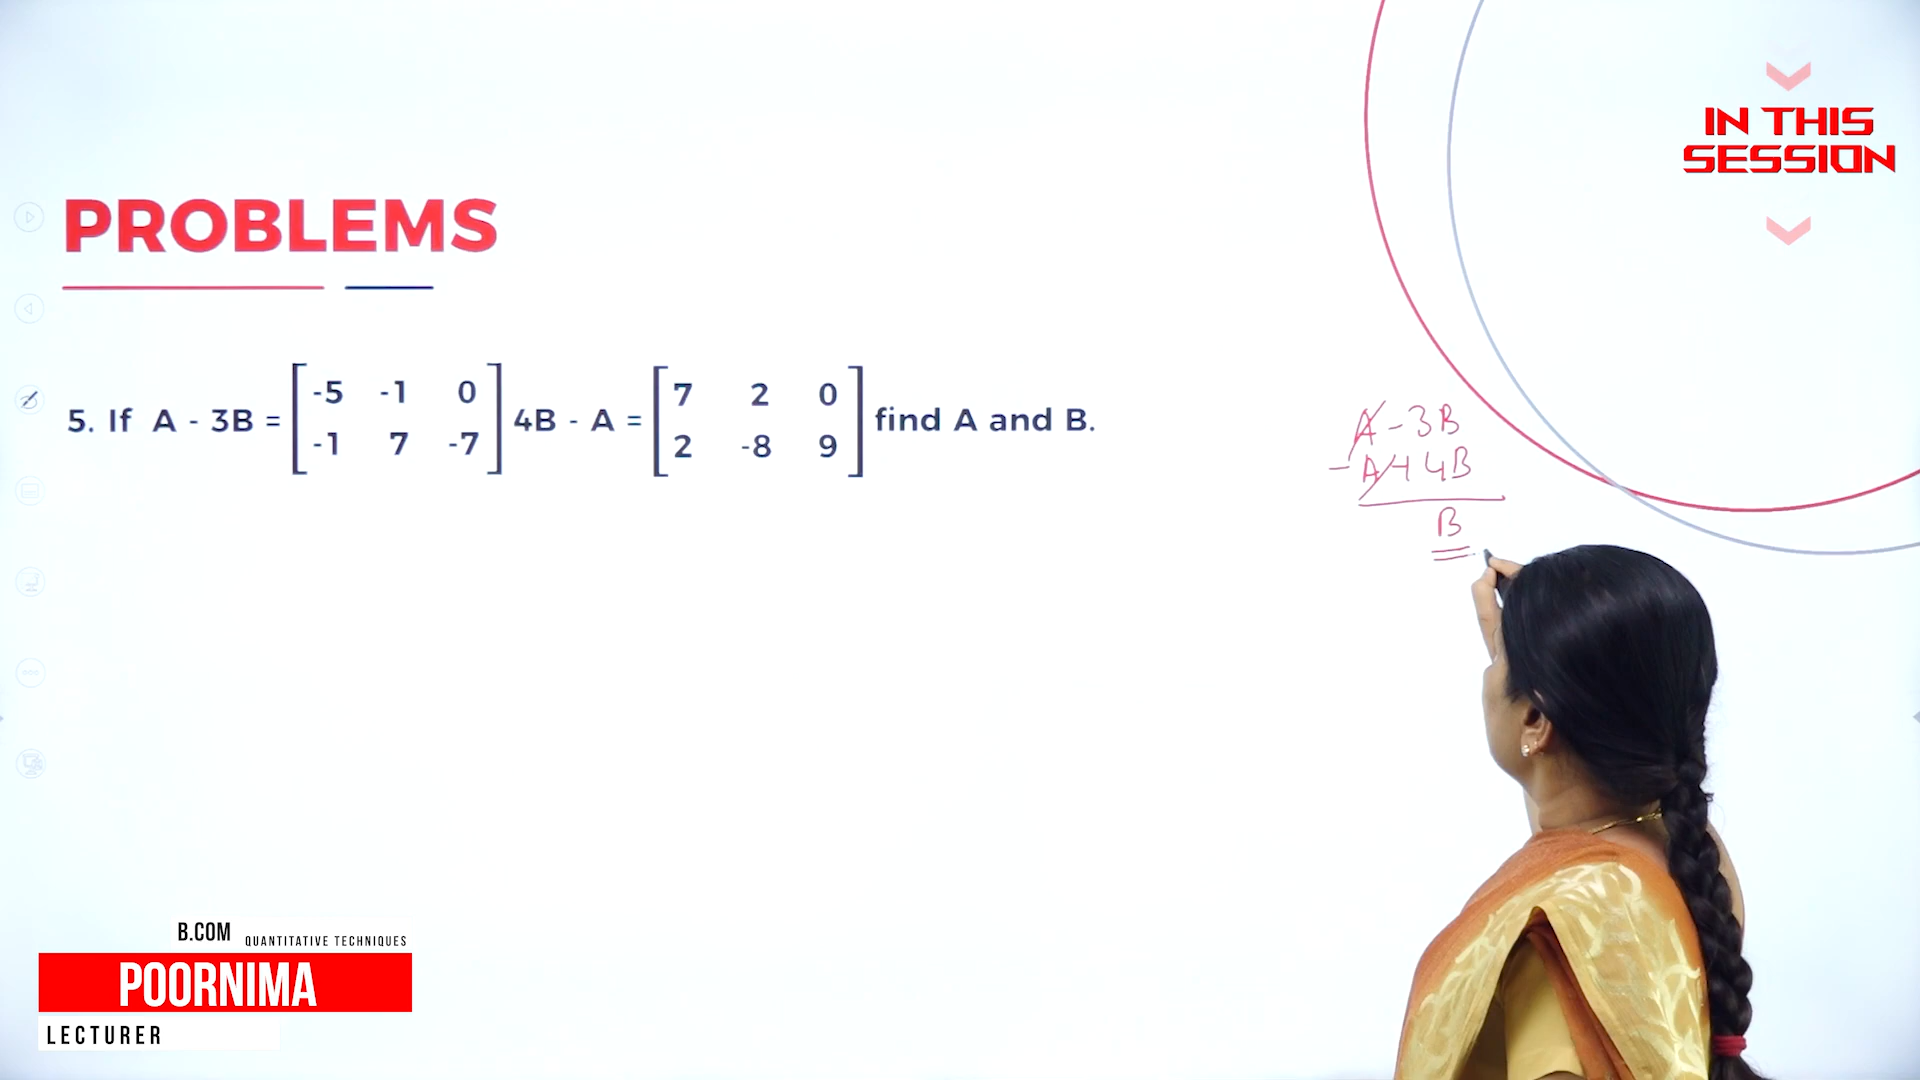 IN THIS
SESSION
PROBLEMS
5. If A - 3B = [ -5 -1 0 ] 4B - A = [ 7 2 0 ] find A and B.
[ -1 7 -7 ] [ 2 -8 9 ]
A - 3B
- A + 4B
B
B.COM QUANTITATIVE TECHNIQUES
POORNIMA
LECTURER